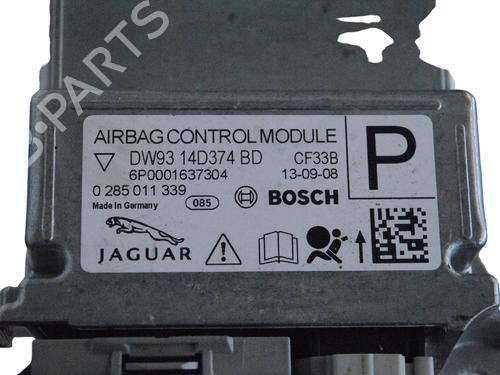 B-PARTS
AIRBAG CONTROL MODULE
DW93 14D374 BD CF33B
6P0001637304 13-09-08
0 285 011 339
Made in Germany 085 BOSCH
JAGUAR
P